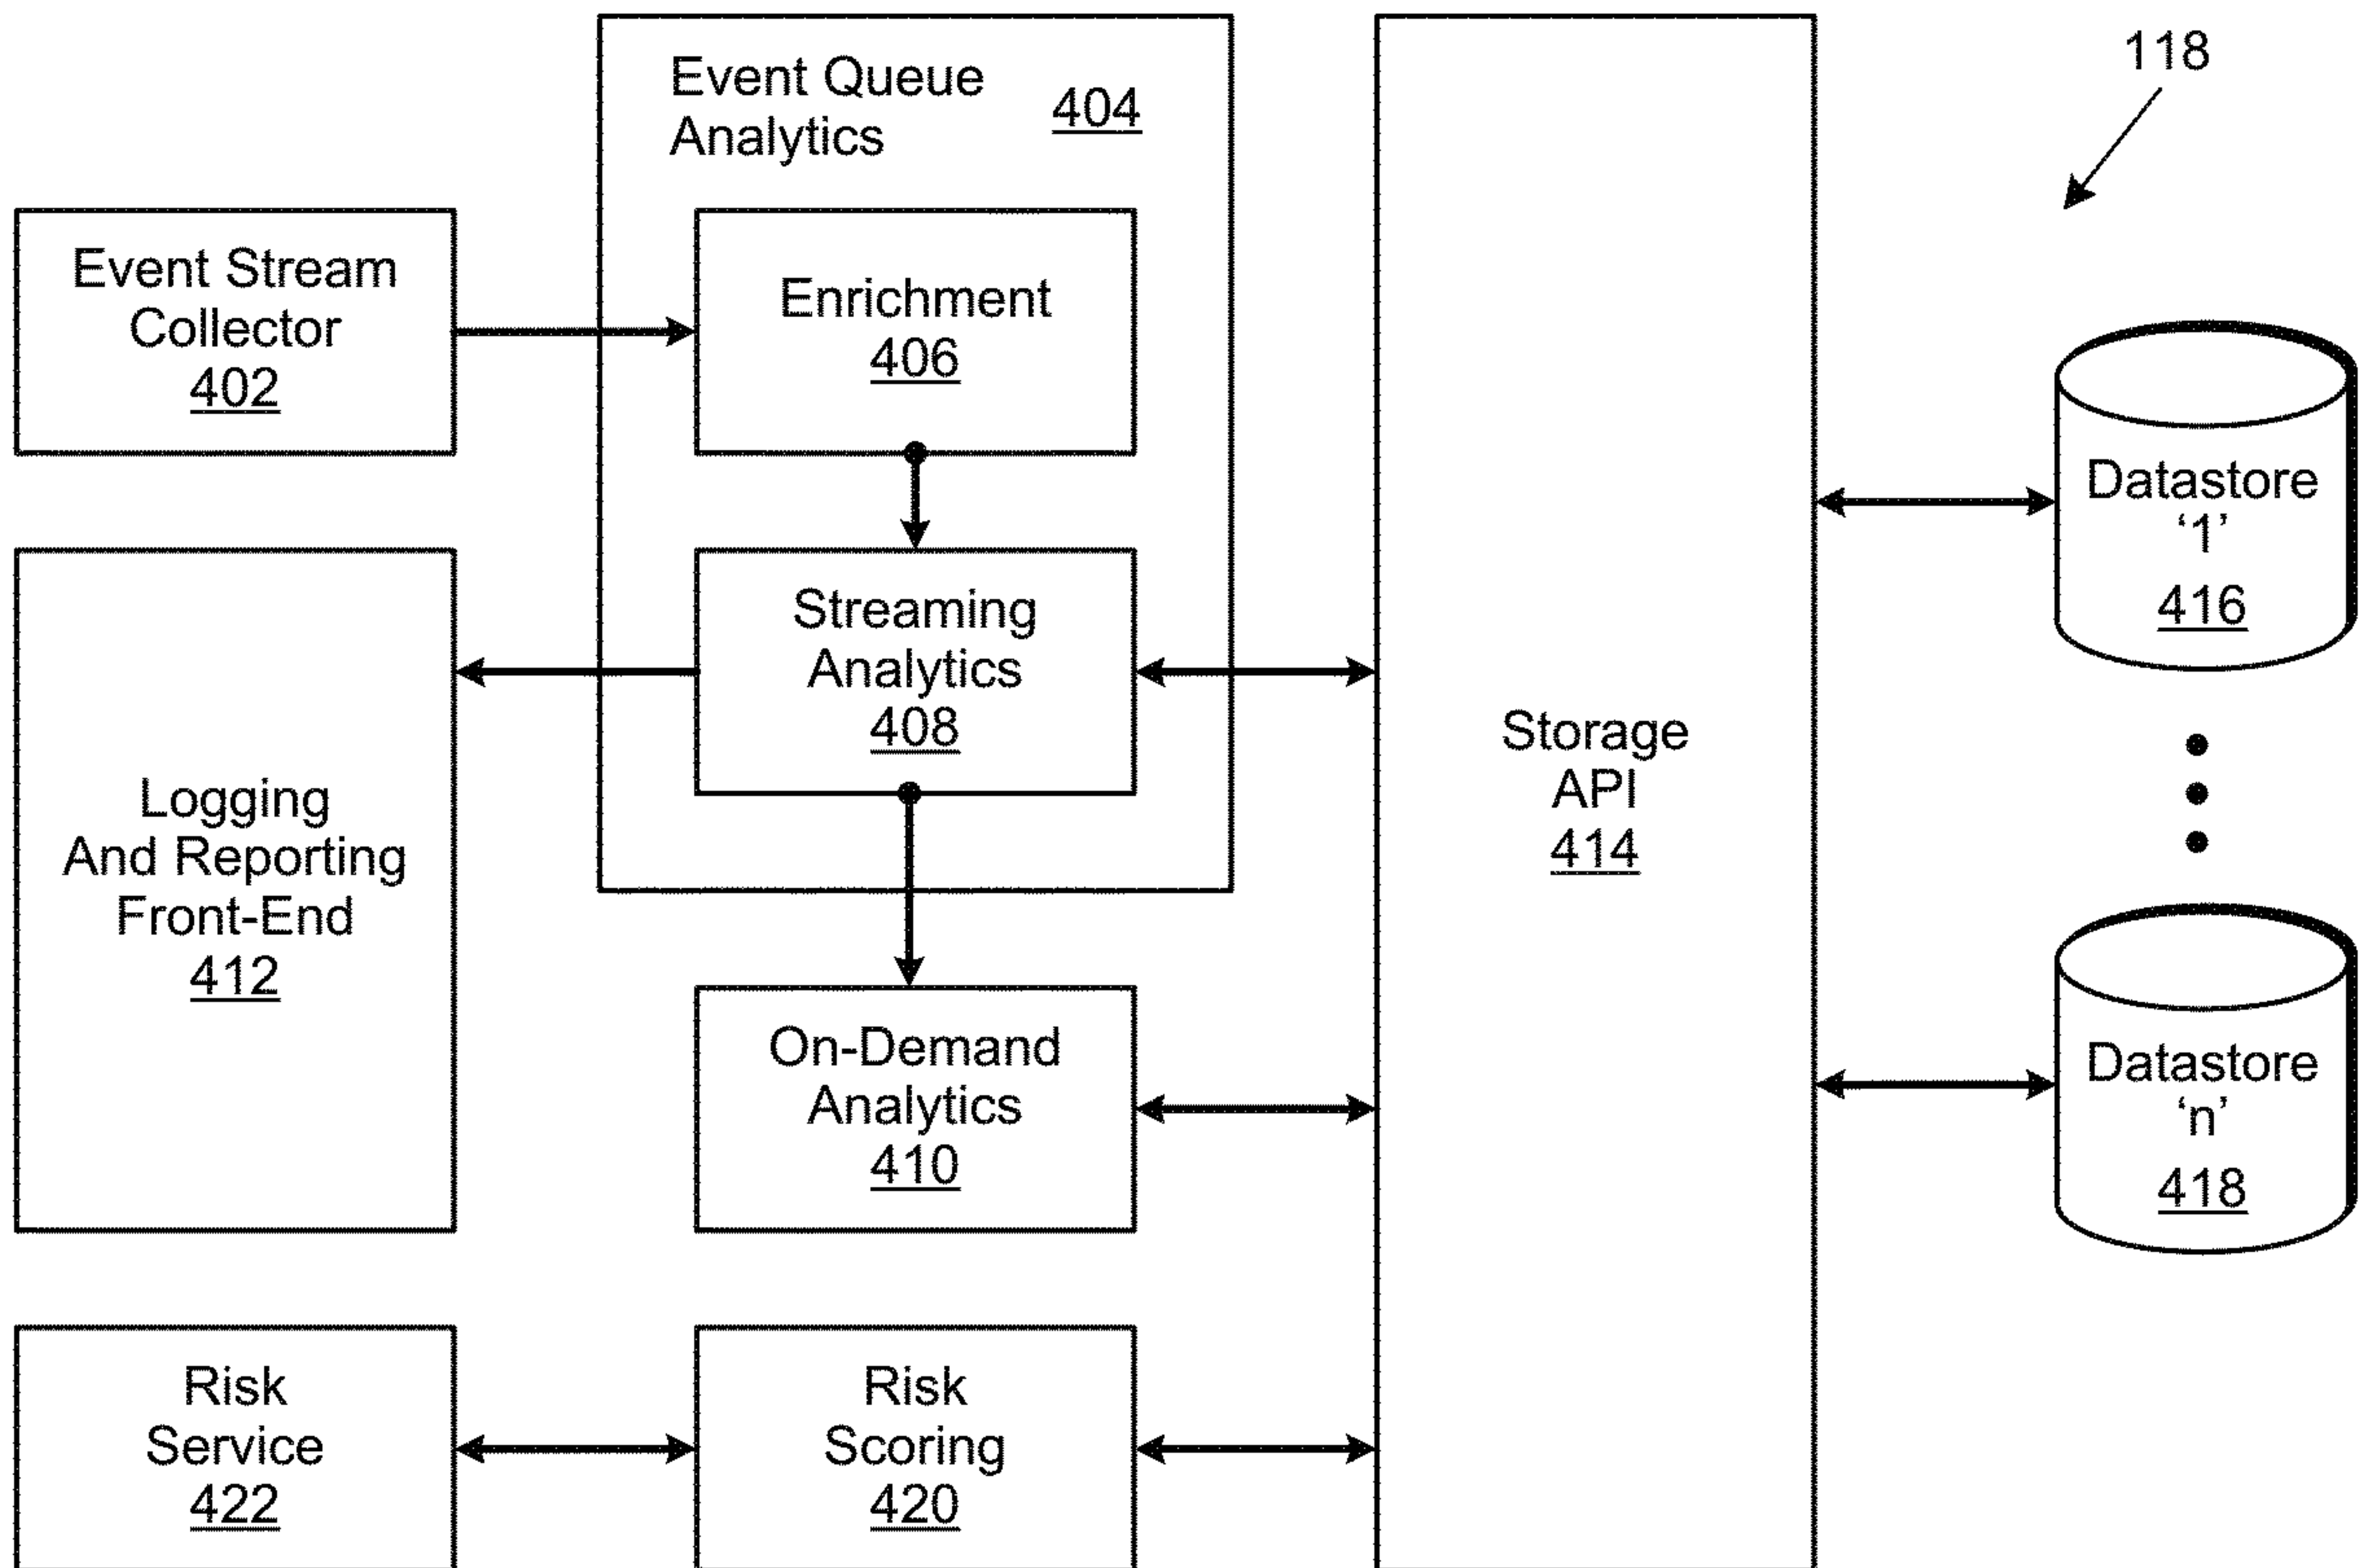 Event Queue
Analytics
404
118
Event Stream
Collector
402
Enrichment
406
Streaming
Analytics
408
Logging
And Reporting
Front-End
412
On-Demand
Analytics
410
Storage
API
414
Datastore
‘1’
416
Datastore
‘n’
418
Risk
Service
422
Risk
Scoring
420